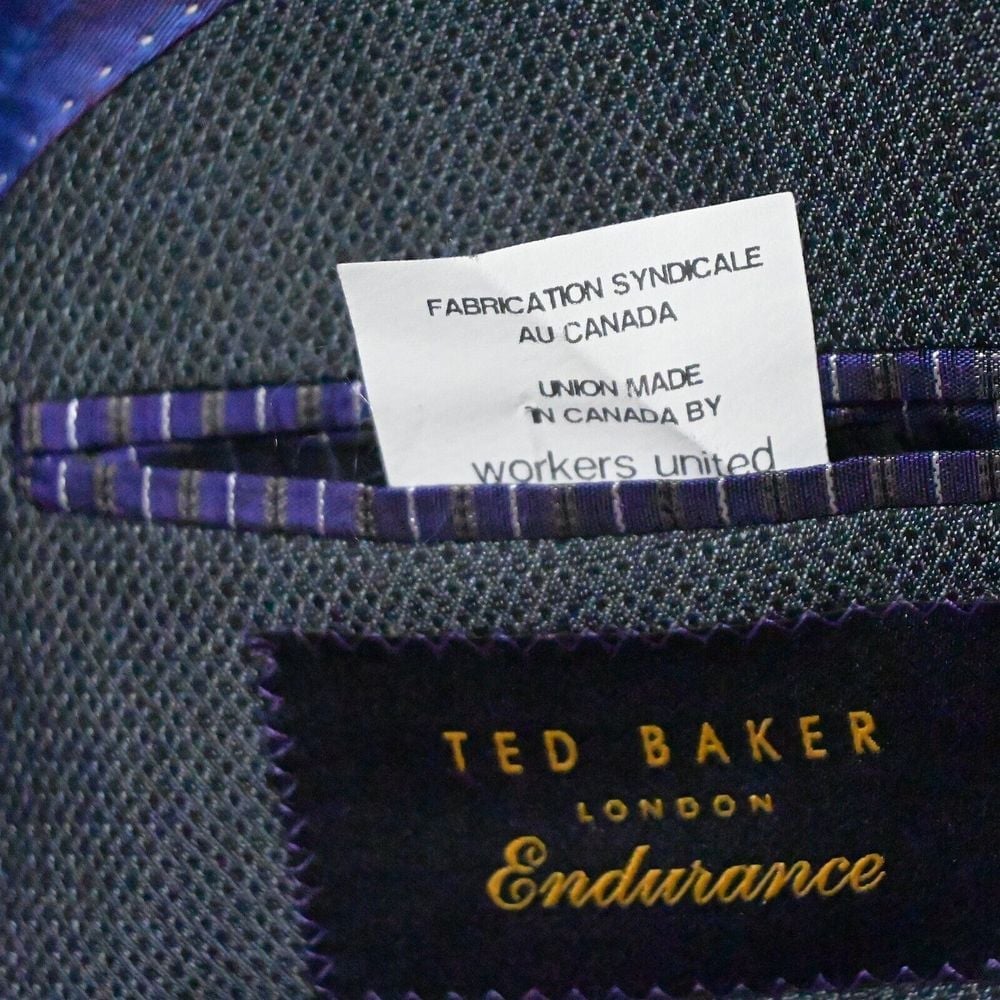 FABRICATION SYNDICALE
AU CANADA
UNION MADE
IN CANADA BY
workers united
TED BAKER
LONDON
Endurance